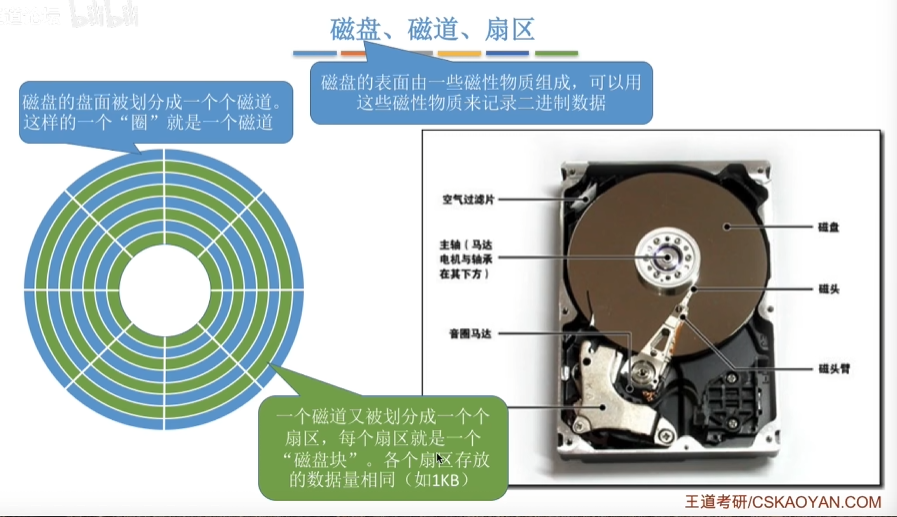 磁盘、磁道、扇区
磁盘的表面由一些磁性物质组成，可以用
这些磁性物质来记录二进制数据
磁盘的盘面被划分成一个个磁道。
这样的一个“圈”就是一个磁道
空气过滤片
主轴（马达
电机与轴承
在其下方）
音圈马达
磁盘
磁头
磁头臂
一个磁道又被划分成一个个
扇区，每个扇区就是一个
“磁盘块”。各个扇区存放
的数据量相同（如1KB）
王道考研/CSKAOYAN.COM